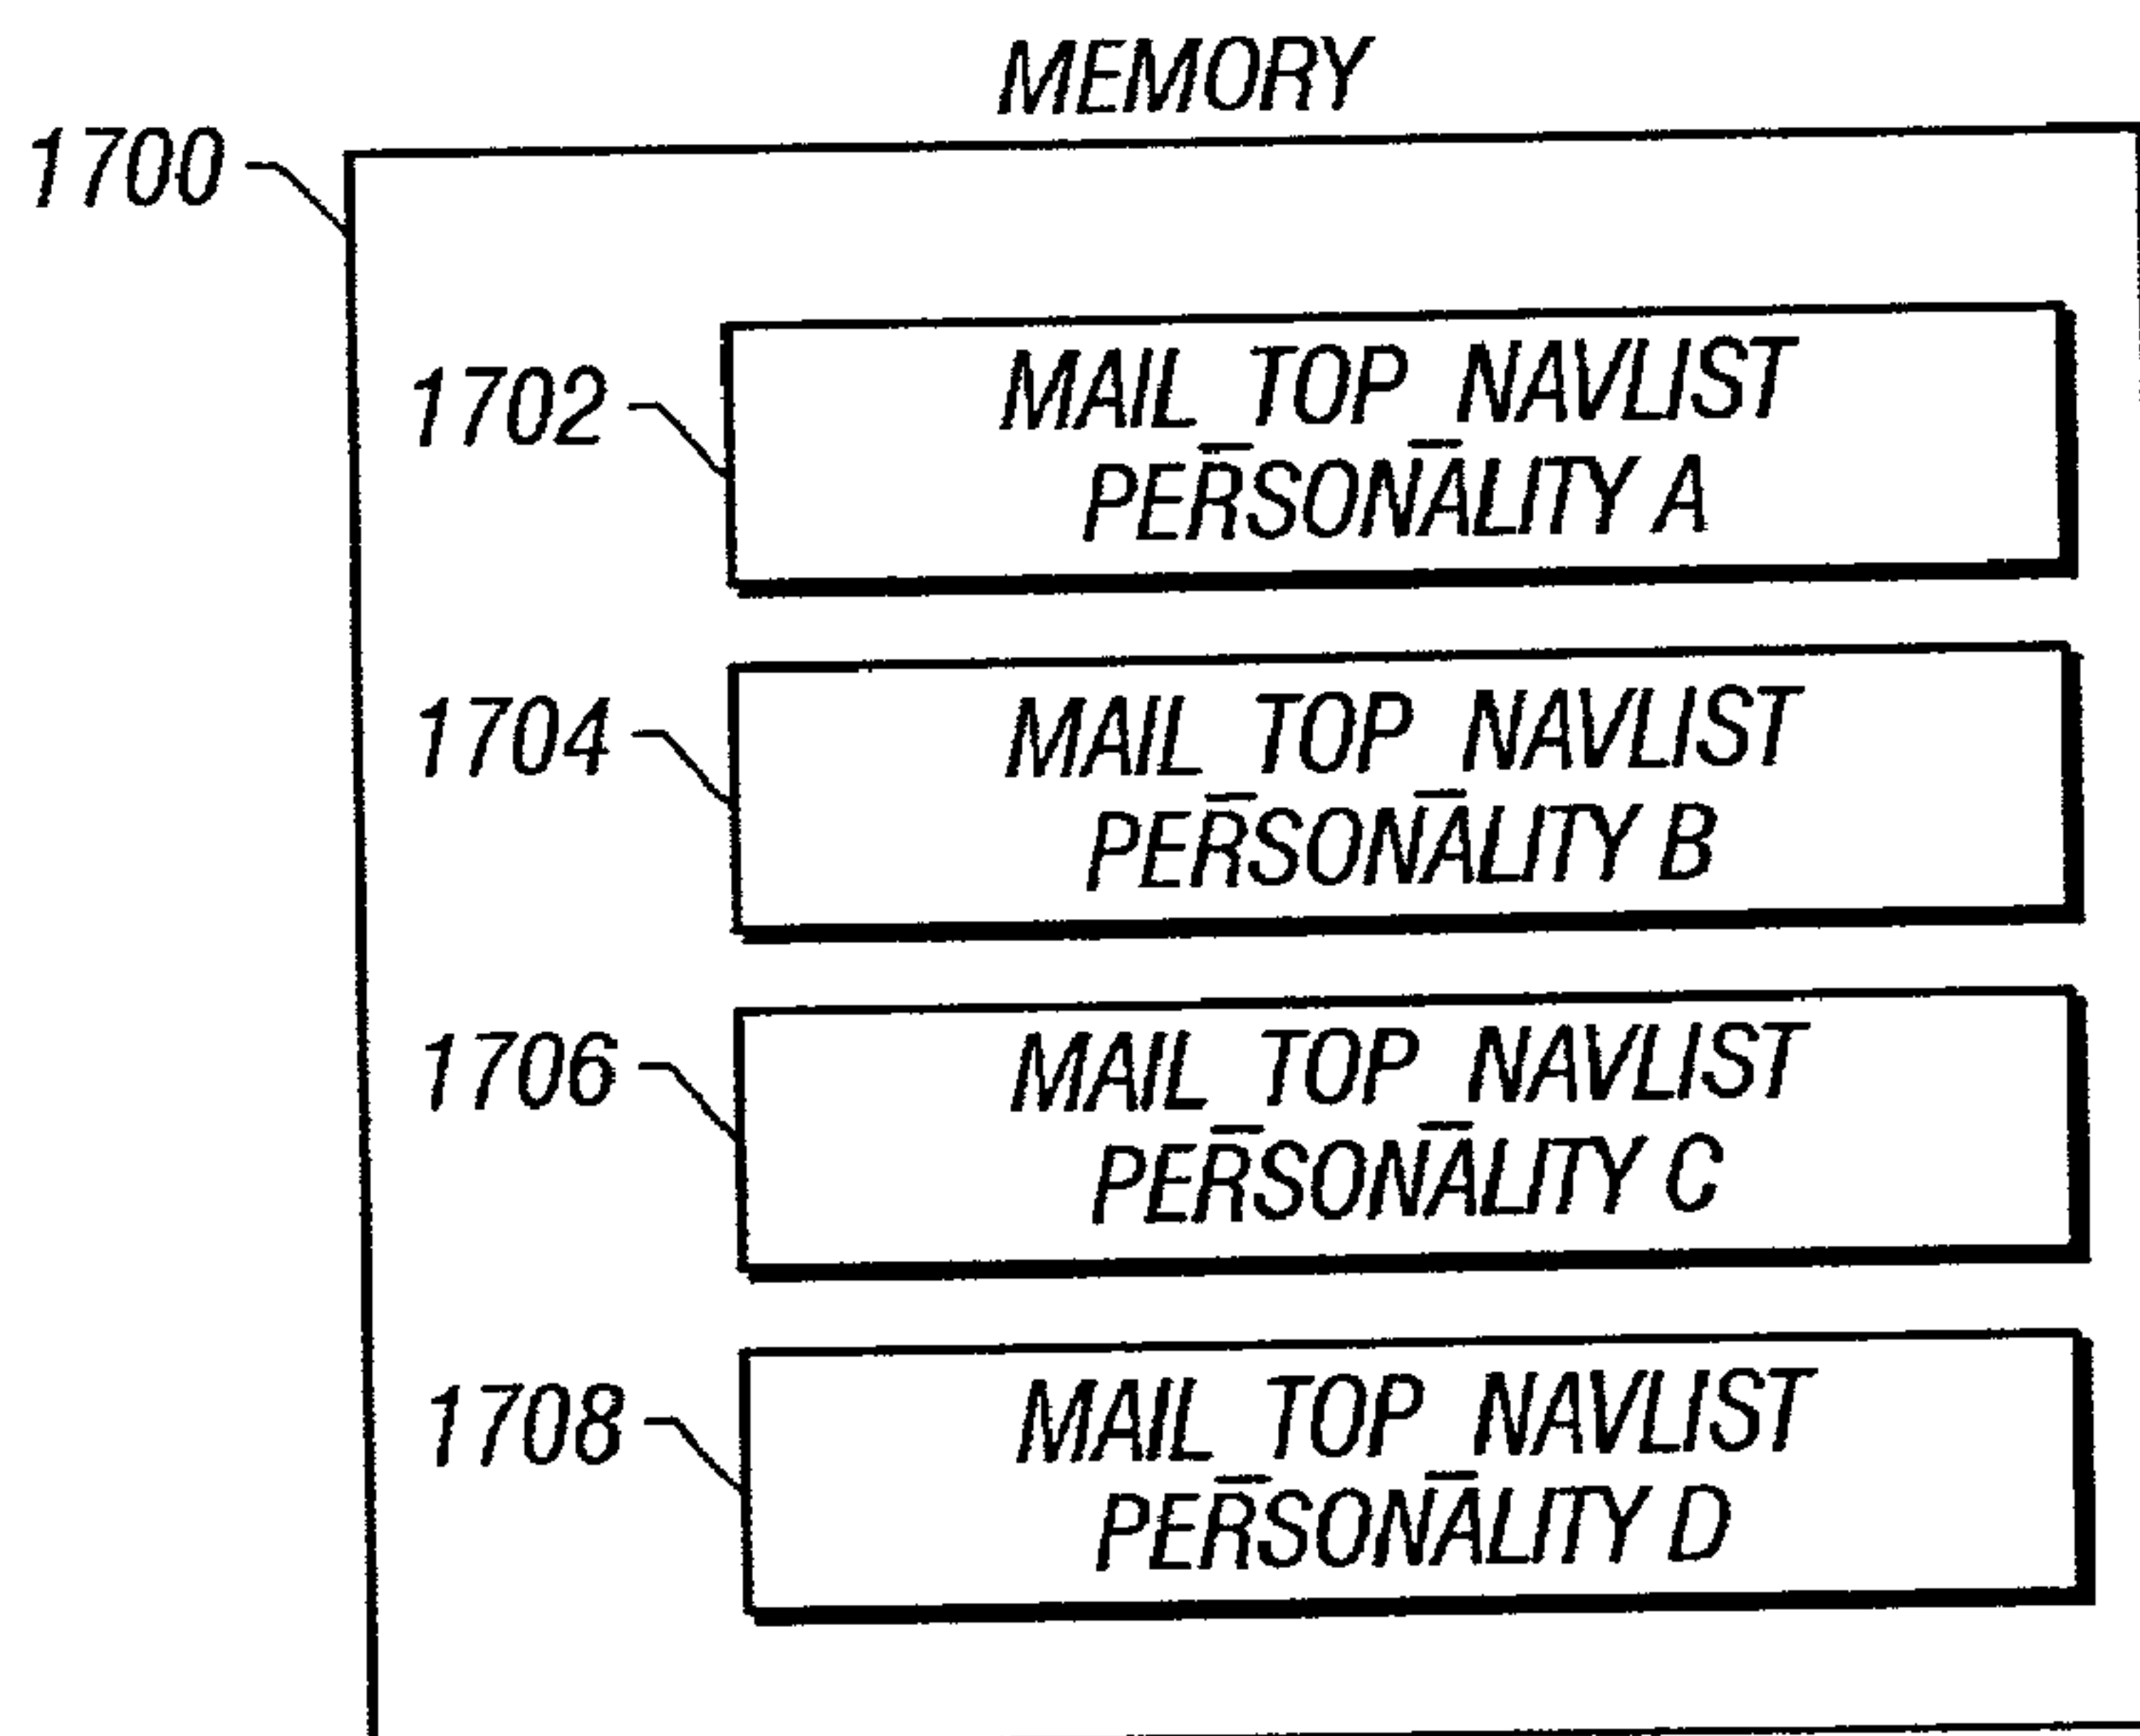 MEMORY
1700
1702
MAIL_TOP_NAVLIST
PERSONALITY A
1704
MAIL_TOP_NAVLIST
PERSONALITY B
1706
MAIL_TOP_NAVLIST
PERSONALITY C
1708
MAIL_TOP_NAVLIST
PERSONALITY D